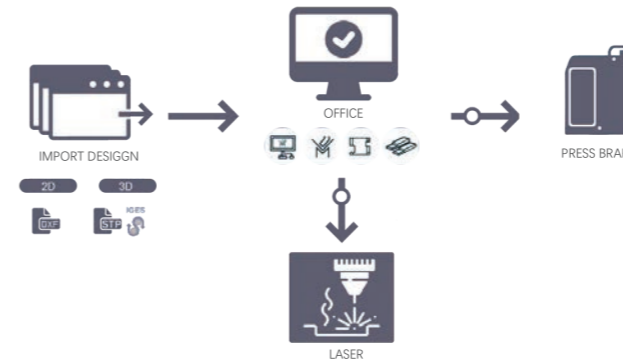 OFFICE
IMPORT DESIGGN
PRESS BRA
2D 3D
IGES
DXF STP
LASER